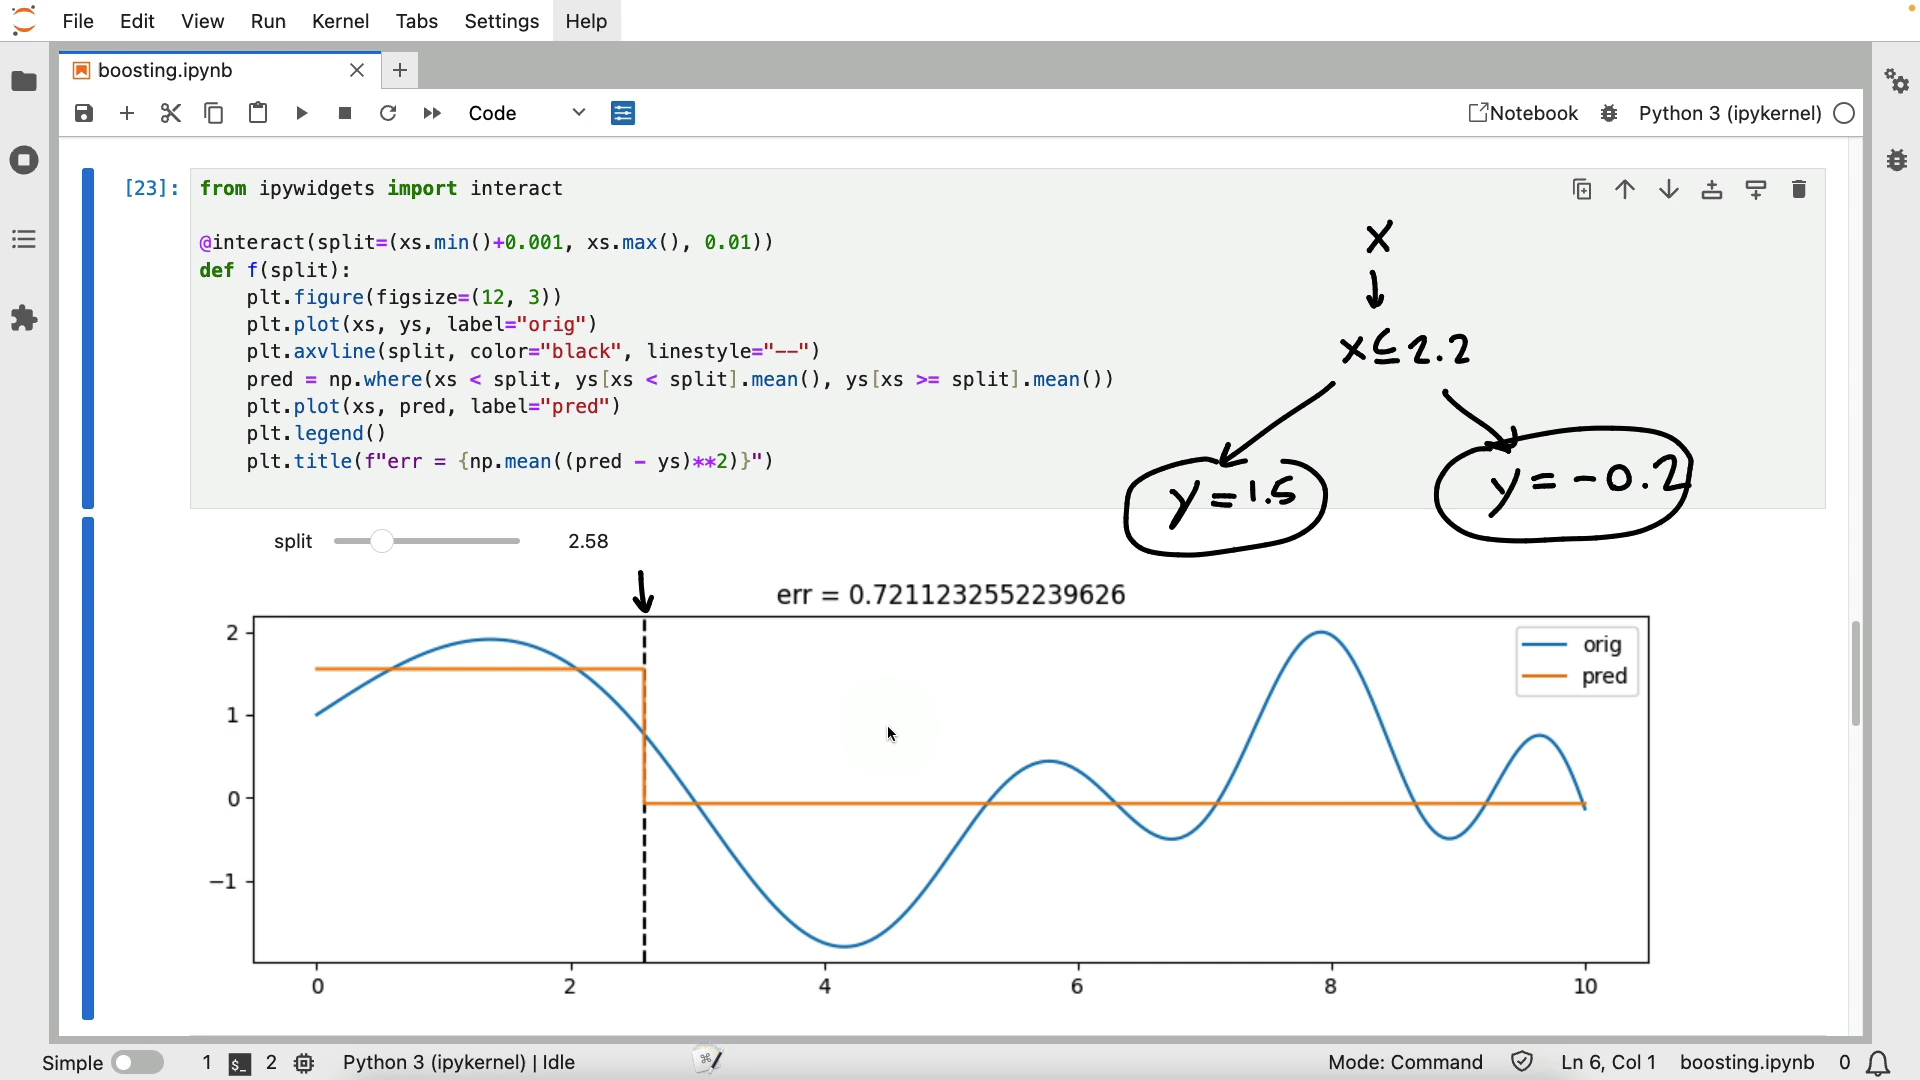 File Edit View Run Kernel Tabs Settings Help
boosting.ipynb
Code
Notebook
Python 3 (ipykernel)
[23]:
from ipywidgets import interact
@interact(split=(xs.min()+0.001, xs.max(), 0.01))
def f(split):
    plt.figure(figsize=(12, 3))
    plt.plot(xs, ys, label="orig")
    plt.axvline(split, color="black", linestyle="--")
    pred = np.where(xs < split, ys[xs < split].mean(), ys[xs >= split].mean())
    plt.plot(xs, pred, label="pred")
    plt.legend()
    plt.title(f"err = {np.mean((pred - ys)**2)}")
x
x ≤ 2.2
y = 1.5
y = -0.2
split 2.58
err = 0.7211232552239626
orig
pred
2
1
0
−1
0 2 4 6 8 10
Simple 1 $_ 2 Python 3 (ipykernel) | Idle Mode: Command Ln 6, Col 1 boosting.ipynb 0